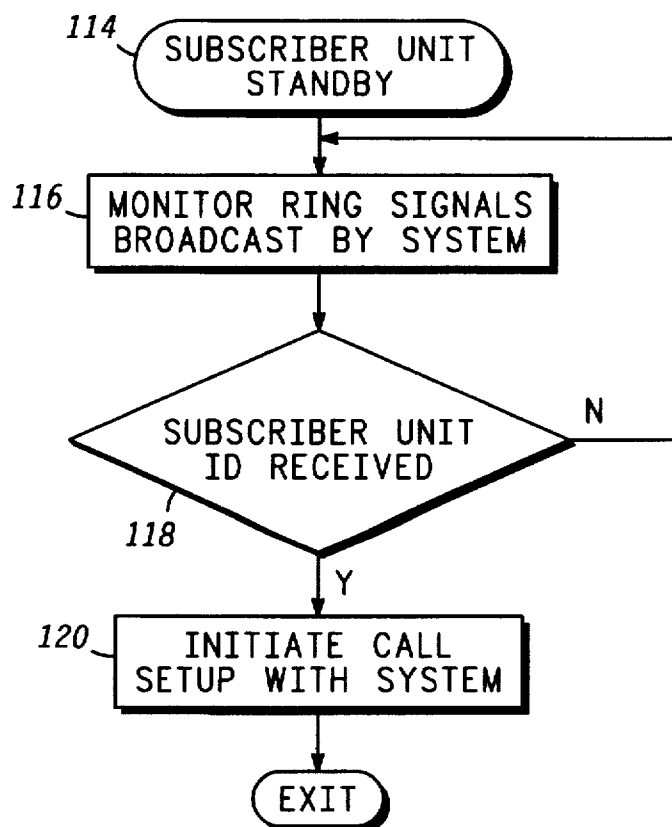 114
SUBSCRIBER UNIT
STANDBY
116
MONITOR RING SIGNALS
BROADCAST BY SYSTEM
SUBSCRIBER UNIT
ID RECEIVED
N
118
Y
120
INITIATE CALL
SETUP WITH SYSTEM
EXIT